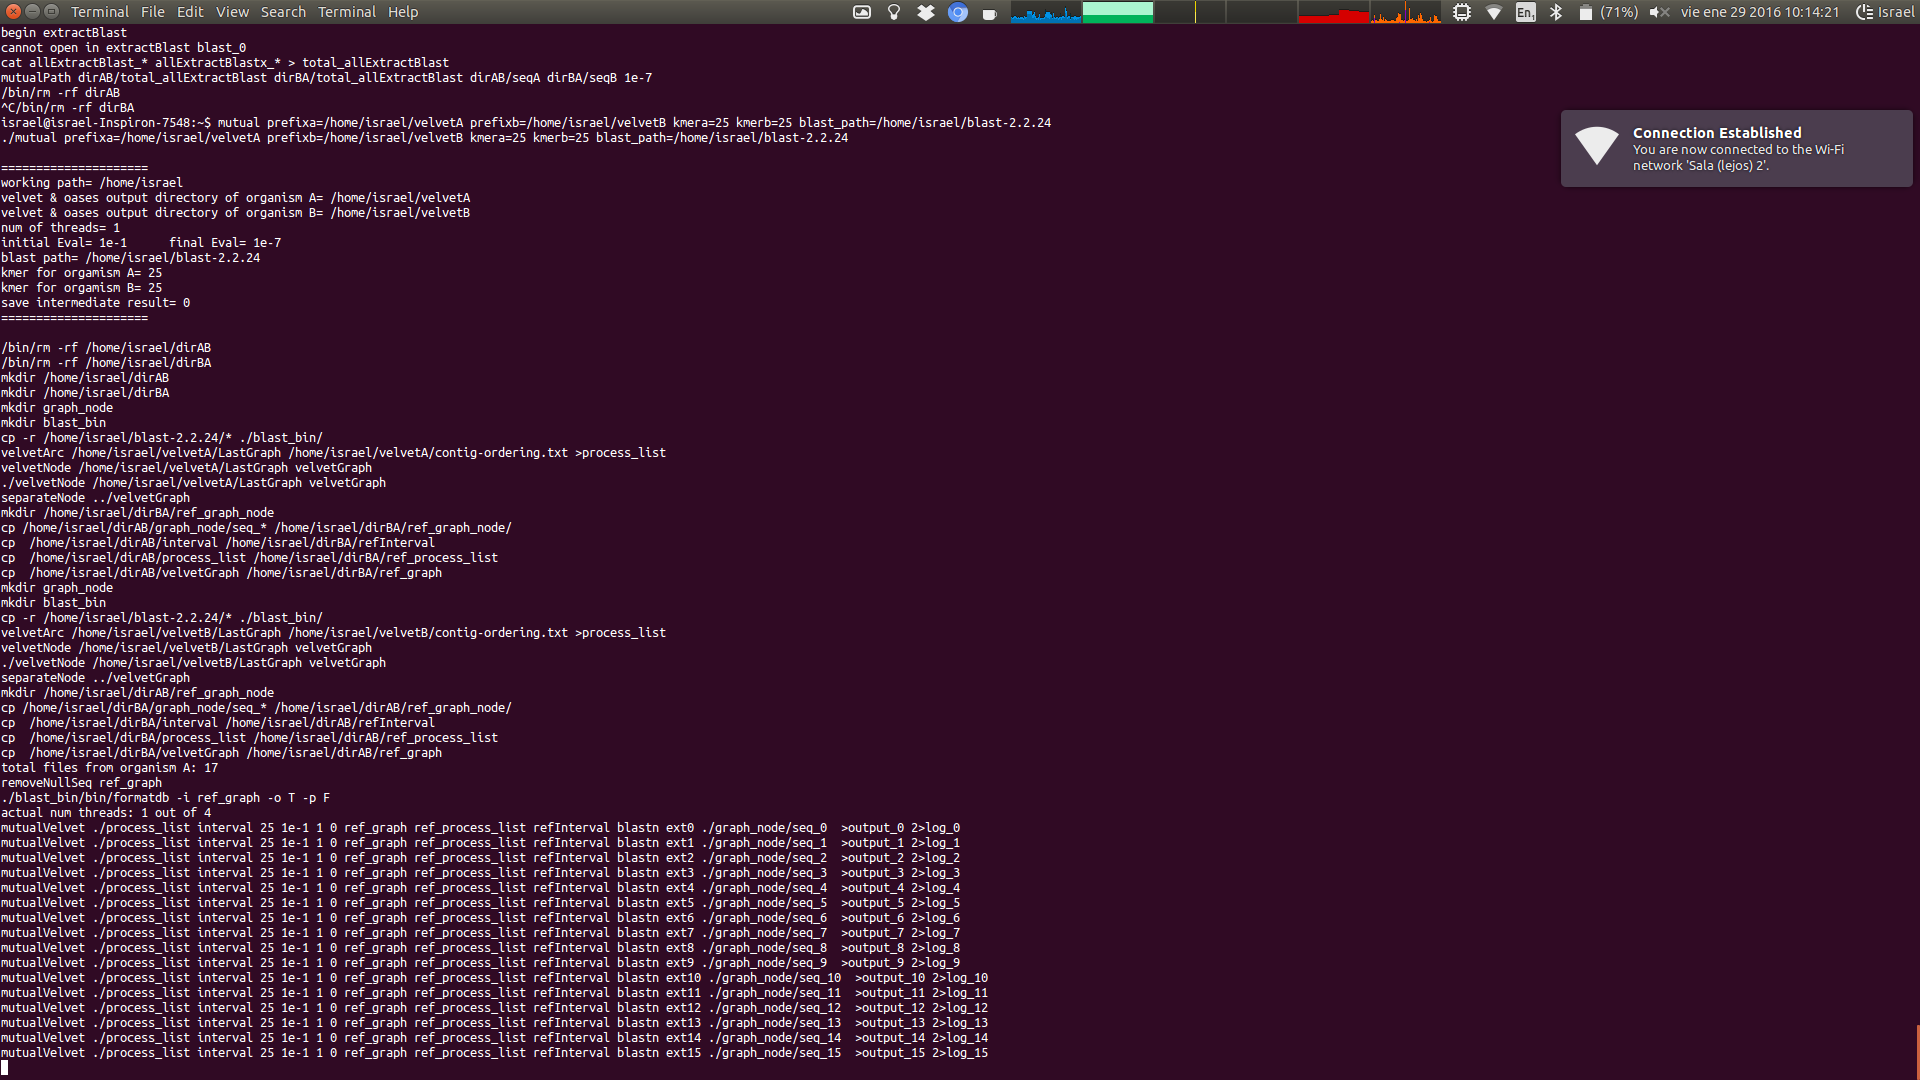 Terminal File Edit View Search Terminal Help En1 (71%) vie ene 29 2016 10:14:21 Israel
begin extractBlast
cannot open in extractBlast blast_0
cat allExtractBlast_* allExtractBlastx_* > total_allExtractBlast
mutualPath dirAB/total_allExtractBlast dirBA/total_allExtractBlast dirAB/seqA dirBA/seqB 1e-7
/bin/rm -rf dirAB
^C/bin/rm -rf dirBA
israel@israel-Inspiron-7548:~$ mutual prefixa=/home/israel/velvetA prefixb=/home/israel/velvetB kmera=25 kmerb=25 blast_path=/home/israel/blast-2.2.24
./mutual prefixa=/home/israel/velvetA prefixb=/home/israel/velvetB kmera=25 kmerb=25 blast_path=/home/israel/blast-2.2.24
Connection Established
You are now connected to the Wi-Fi
network 'Sala (lejos) 2'.
=====================
working path= /home/israel
velvet & oases output directory of organism A= /home/israel/velvetA
velvet & oases output directory of organism B= /home/israel/velvetB
num of threads= 1
initial Eval= 1e-1      final Eval= 1e-7
blast path= /home/israel/blast-2.2.24
kmer for orgamism A= 25
kmer for orgamism B= 25
save intermediate result= 0
=====================
/bin/rm -rf /home/israel/dirAB
/bin/rm -rf /home/israel/dirBA
mkdir /home/israel/dirAB
mkdir /home/israel/dirBA
mkdir graph_node
mkdir blast_bin
cp -r /home/israel/blast-2.2.24/* ./blast_bin/
velvetArc /home/israel/velvetA/LastGraph /home/israel/velvetA/contig-ordering.txt >process_list
velvetNode /home/israel/velvetA/LastGraph velvetGraph
./velvetNode /home/israel/velvetA/LastGraph velvetGraph
separateNode ../velvetGraph
mkdir /home/israel/dirBA/ref_graph_node
cp /home/israel/dirAB/graph_node/seq_* /home/israel/dirBA/ref_graph_node/
cp  /home/israel/dirAB/interval /home/israel/dirBA/refInterval
cp  /home/israel/dirAB/process_list /home/israel/dirBA/ref_process_list
cp  /home/israel/dirAB/velvetGraph /home/israel/dirBA/ref_graph
mkdir graph_node
mkdir blast_bin
cp -r /home/israel/blast-2.2.24/* ./blast_bin/
velvetArc /home/israel/velvetB/LastGraph /home/israel/velvetB/contig-ordering.txt >process_list
velvetNode /home/israel/velvetB/LastGraph velvetGraph
./velvetNode /home/israel/velvetB/LastGraph velvetGraph
separateNode ../velvetGraph
mkdir /home/israel/dirAB/ref_graph_node
cp /home/israel/dirBA/graph_node/seq_* /home/israel/dirAB/ref_graph_node/
cp  /home/israel/dirBA/interval /home/israel/dirAB/refInterval
cp  /home/israel/dirBA/process_list /home/israel/dirAB/ref_process_list
cp  /home/israel/dirBA/velvetGraph /home/israel/dirAB/ref_graph
total files from organism A: 17
removeNullSeq ref_graph
./blast_bin/bin/formatdb -i ref_graph -o T -p F
actual num threads: 1 out of 4
mutualVelvet ./process_list interval 25 1e-1 1 0 ref_graph ref_process_list refInterval blastn ext0 ./graph_node/seq_0  >output_0 2>log_0
mutualVelvet ./process_list interval 25 1e-1 1 0 ref_graph ref_process_list refInterval blastn ext1 ./graph_node/seq_1  >output_1 2>log_1
mutualVelvet ./process_list interval 25 1e-1 1 0 ref_graph ref_process_list refInterval blastn ext2 ./graph_node/seq_2  >output_2 2>log_2
mutualVelvet ./process_list interval 25 1e-1 1 0 ref_graph ref_process_list refInterval blastn ext3 ./graph_node/seq_3  >output_3 2>log_3
mutualVelvet ./process_list interval 25 1e-1 1 0 ref_graph ref_process_list refInterval blastn ext4 ./graph_node/seq_4  >output_4 2>log_4
mutualVelvet ./process_list interval 25 1e-1 1 0 ref_graph ref_process_list refInterval blastn ext5 ./graph_node/seq_5  >output_5 2>log_5
mutualVelvet ./process_list interval 25 1e-1 1 0 ref_graph ref_process_list refInterval blastn ext6 ./graph_node/seq_6  >output_6 2>log_6
mutualVelvet ./process_list interval 25 1e-1 1 0 ref_graph ref_process_list refInterval blastn ext7 ./graph_node/seq_7  >output_7 2>log_7
mutualVelvet ./process_list interval 25 1e-1 1 0 ref_graph ref_process_list refInterval blastn ext8 ./graph_node/seq_8  >output_8 2>log_8
mutualVelvet ./process_list interval 25 1e-1 1 0 ref_graph ref_process_list refInterval blastn ext9 ./graph_node/seq_9  >output_9 2>log_9
mutualVelvet ./process_list interval 25 1e-1 1 0 ref_graph ref_process_list refInterval blastn ext10 ./graph_node/seq_10  >output_10 2>log_10
mutualVelvet ./process_list interval 25 1e-1 1 0 ref_graph ref_process_list refInterval blastn ext11 ./graph_node/seq_11  >output_11 2>log_11
mutualVelvet ./process_list interval 25 1e-1 1 0 ref_graph ref_process_list refInterval blastn ext12 ./graph_node/seq_12  >output_12 2>log_12
mutualVelvet ./process_list interval 25 1e-1 1 0 ref_graph ref_process_list refInterval blastn ext13 ./graph_node/seq_13  >output_13 2>log_13
mutualVelvet ./process_list interval 25 1e-1 1 0 ref_graph ref_process_list refInterval blastn ext14 ./graph_node/seq_14  >output_14 2>log_14
mutualVelvet ./process_list interval 25 1e-1 1 0 ref_graph ref_process_list refInterval blastn ext15 ./graph_node/seq_15  >output_15 2>log_15